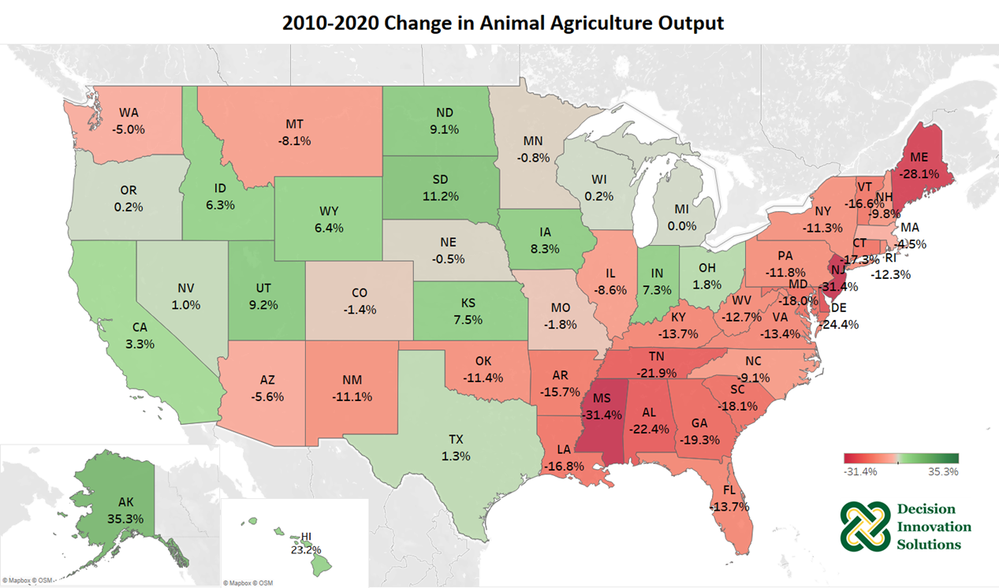 2010-2020 Change in Animal Agriculture Output
WA
-5.0%
MT
-8.1%
ND
9.1%
MN
-0.8%
ME
-28.1%
OR
0.2%
ID
6.3%
WY
6.4%
SD
11.2%
WI
0.2%
MI
0.0%
VT
-16.6%
NH
-9.8%
NY
-11.3%
MA
-4.5%
CT
-17.3%
RI
-12.3%
NE
-0.5%
IA
8.3%
PA
-11.8%
NJ
-31.4%
NV
1.0%
UT
9.2%
CO
-1.4%
KS
7.5%
MO
-1.8%
IL
-8.6%
IN
7.3%
OH
1.8%
MD
-18.0%
DE
-24.4%
WV
-12.7%
VA
-13.4%
CA
3.3%
KY
-13.7%
AZ
-5.6%
NM
-11.1%
OK
-11.4%
AR
-15.7%
TN
-21.9%
NC
-9.1%
SC
-18.1%
MS
-31.4%
AL
-22.4%
GA
-19.3%
TX
1.3%
LA
-16.8%
FL
-13.7%
AK
35.3%
HI
23.2%
-31.4%
35.3%
Decision
Innovation
Solutions
© Mapbox © OSM
© Mapbox © OSM